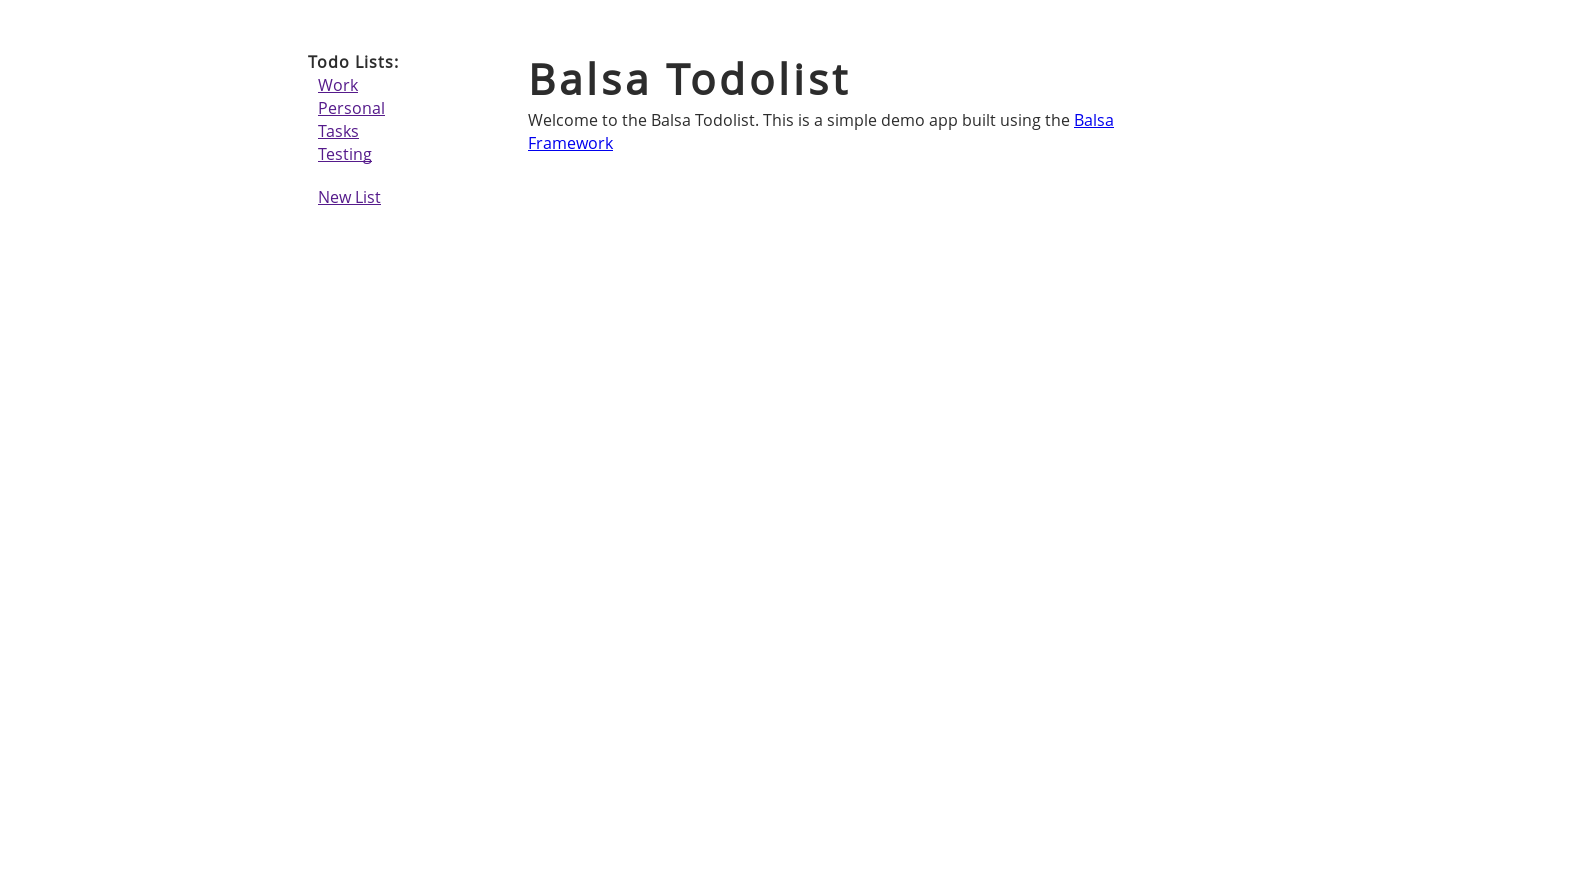 Todo Lists:
Work
Personal
Tasks
Testing
New List
Balsa Todolist
Welcome to the Balsa Todolist. This is a simple demo app built using the Balsa
Framework